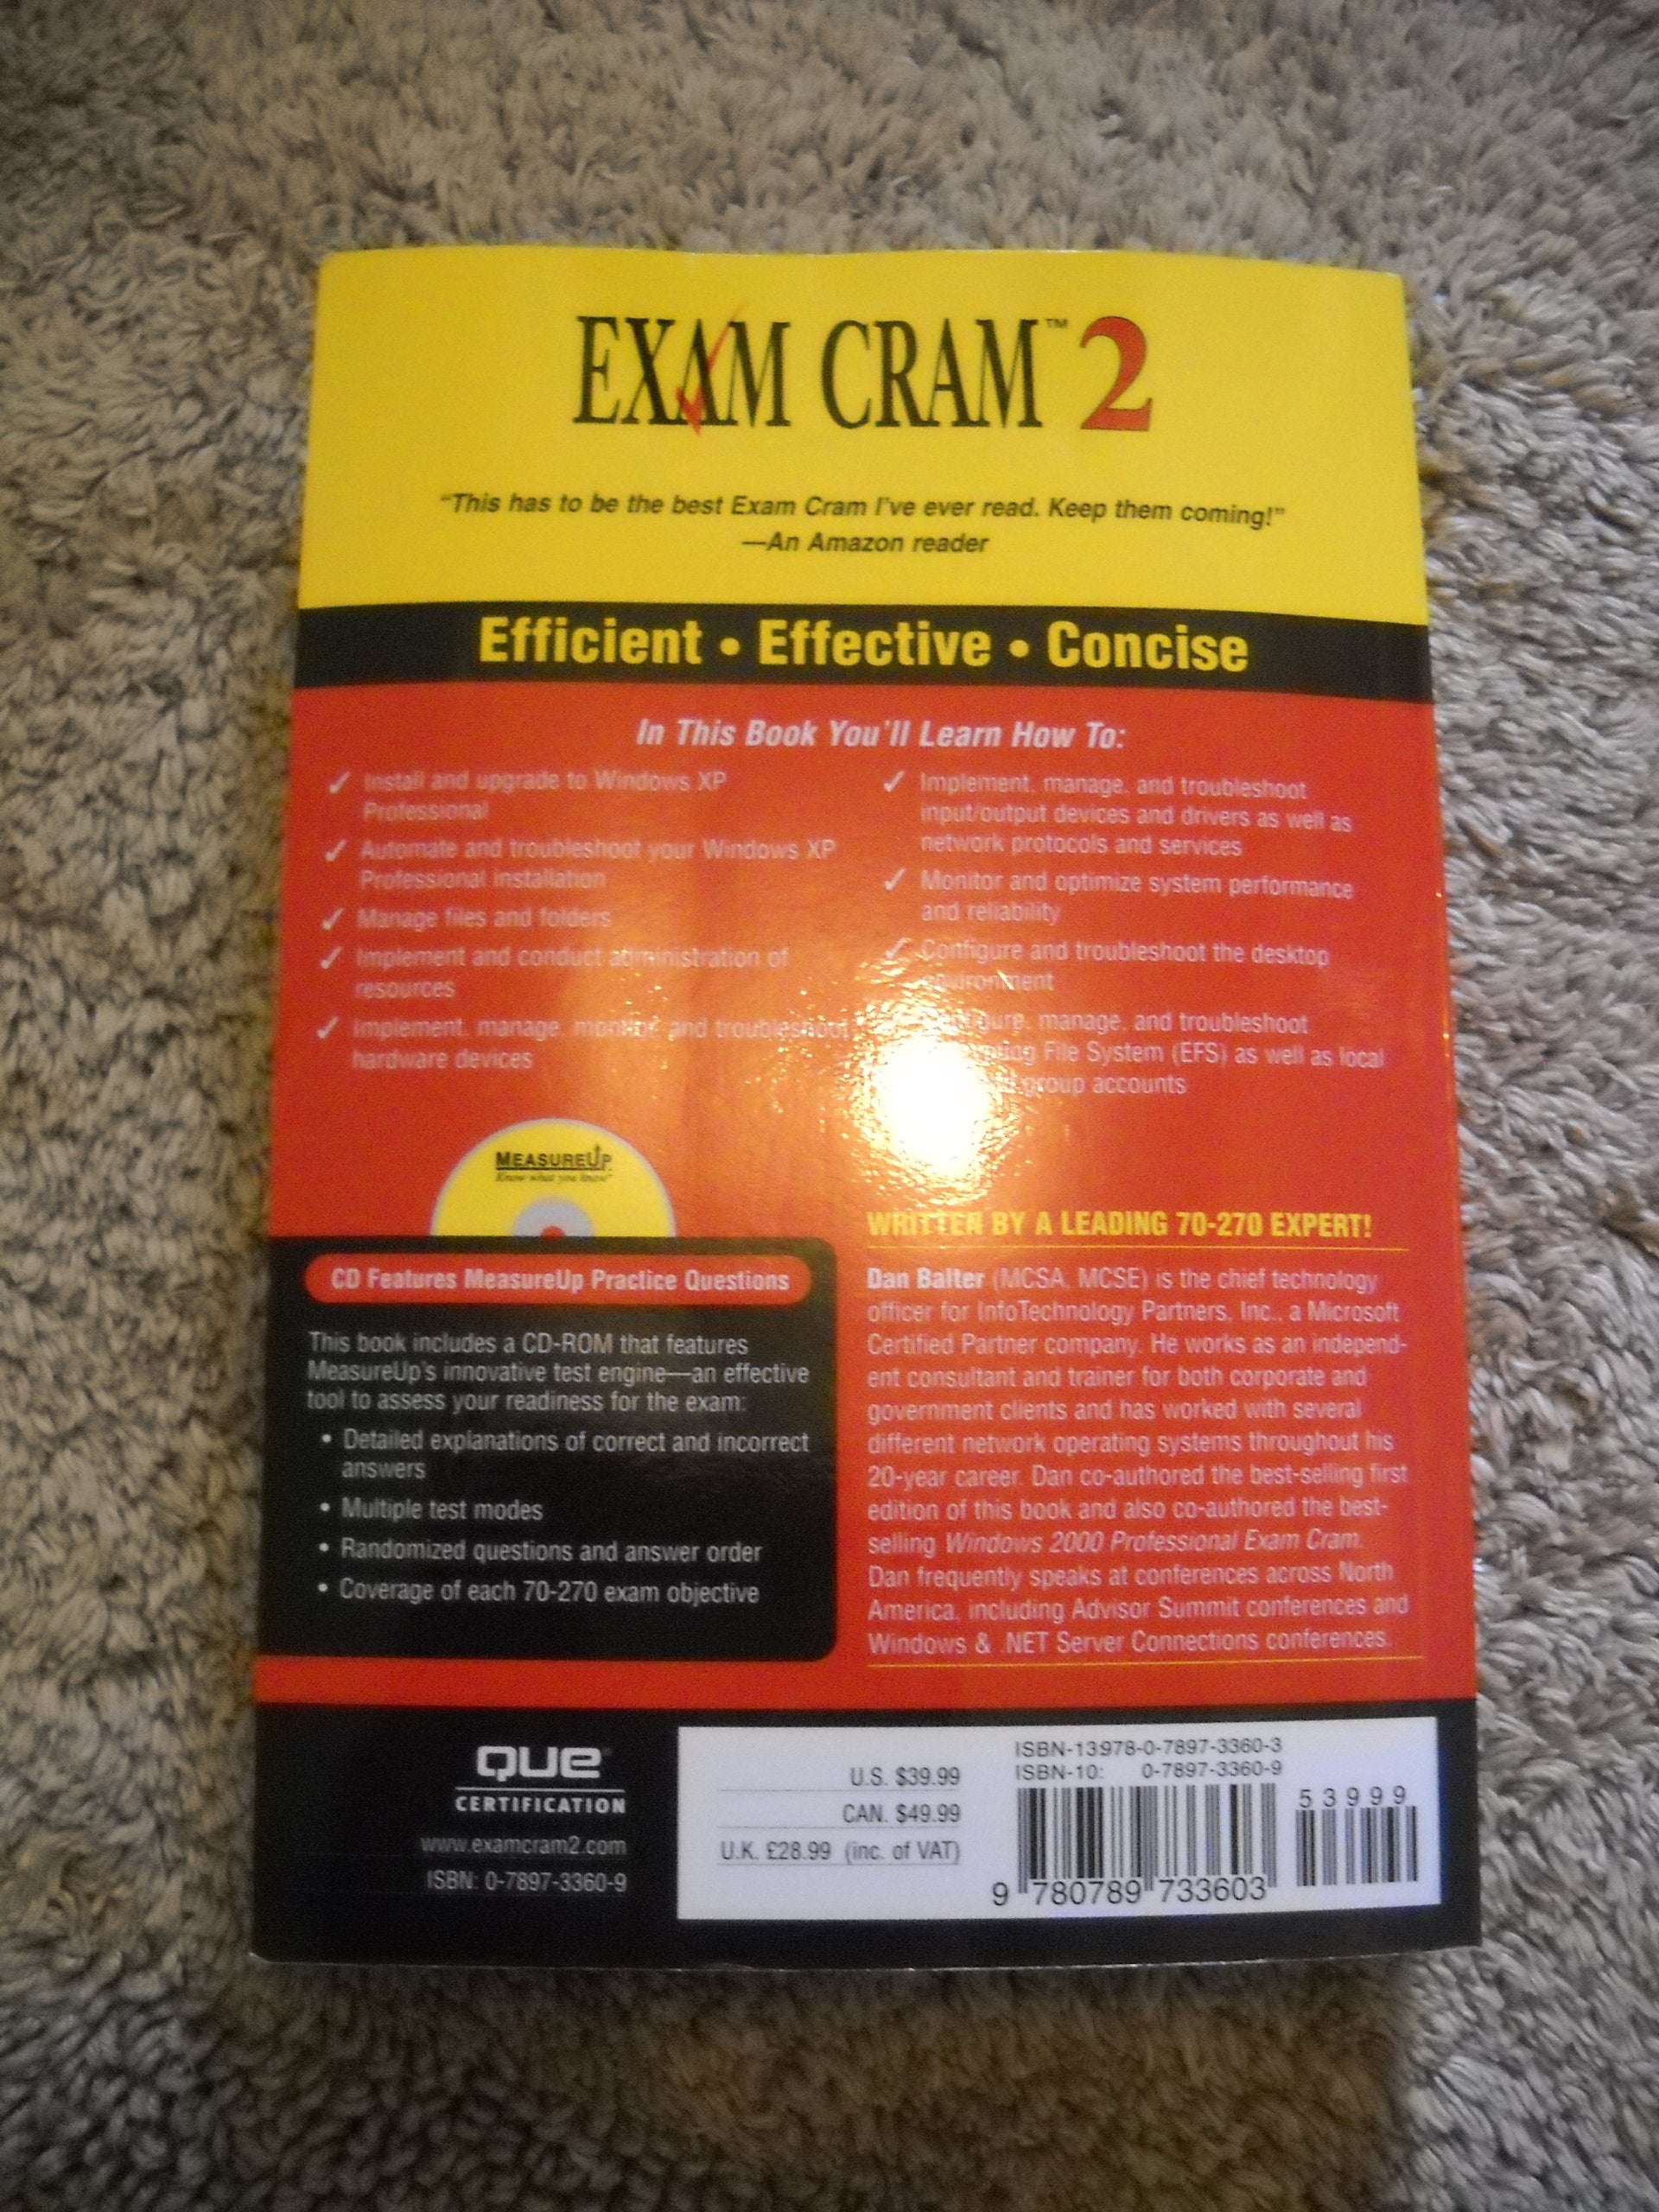 EXAM CRAM™ 2
"This has to be the best Exam Cram I've ever read. Keep them coming!"
—An Amazon reader
Efficient • Effective • Concise
In This Book You'll Learn How To:
✓ Install and upgrade to Windows XP
Professional
✓ Automate and troubleshoot your Windows XP
Professional installation
✓ Manage files and folders
✓ Implement and conduct administration of
resources
✓ Implement, manage, monitor, and troubleshoot
hardware devices
✓ Implement, manage, and troubleshoot
input/output devices and drivers as well as
network protocols and services
✓ Monitor and optimize system performance
and reliability
✓ Configure and troubleshoot the desktop
environment
manage, and troubleshoot
File System (EFS) as well as local
group accounts
MEASUREUP
Know what you know
CD Features MeasureUp Practice Questions
This book includes a CD-ROM that features
MeasureUp's innovative test engine—an effective
tool to assess your readiness for the exam:
• Detailed explanations of correct and incorrect
answers
• Multiple test modes
• Randomized questions and answer order
• Coverage of each 70-270 exam objective
WRITTEN BY A LEADING 70-270 EXPERT!
Dan Balter (MCSA, MCSE) is the chief technology
officer for InfoTechnology Partners, Inc., a Microsoft
Certified Partner company. He works as an independ-
ent consultant and trainer for both corporate and
government clients and has worked with several
different network operating systems throughout his
20-year career. Dan co-authored the best-selling first
edition of this book and also co-authored the best-
selling Windows 2000 Professional Exam Cram.
Dan frequently speaks at conferences across North
America, including Advisor Summit conferences and
Windows & .NET Server Connections conferences.
QUE
CERTIFICATION
www.examcram2.com
ISBN: 0-7897-3360-9
U.S. $39.99
CAN. $49.99
U.K. £28.99 (inc. of VAT)
ISBN-13978-0-7897-3360-3
ISBN-10: 0-7897-3360-9
53999
9 780789 733603